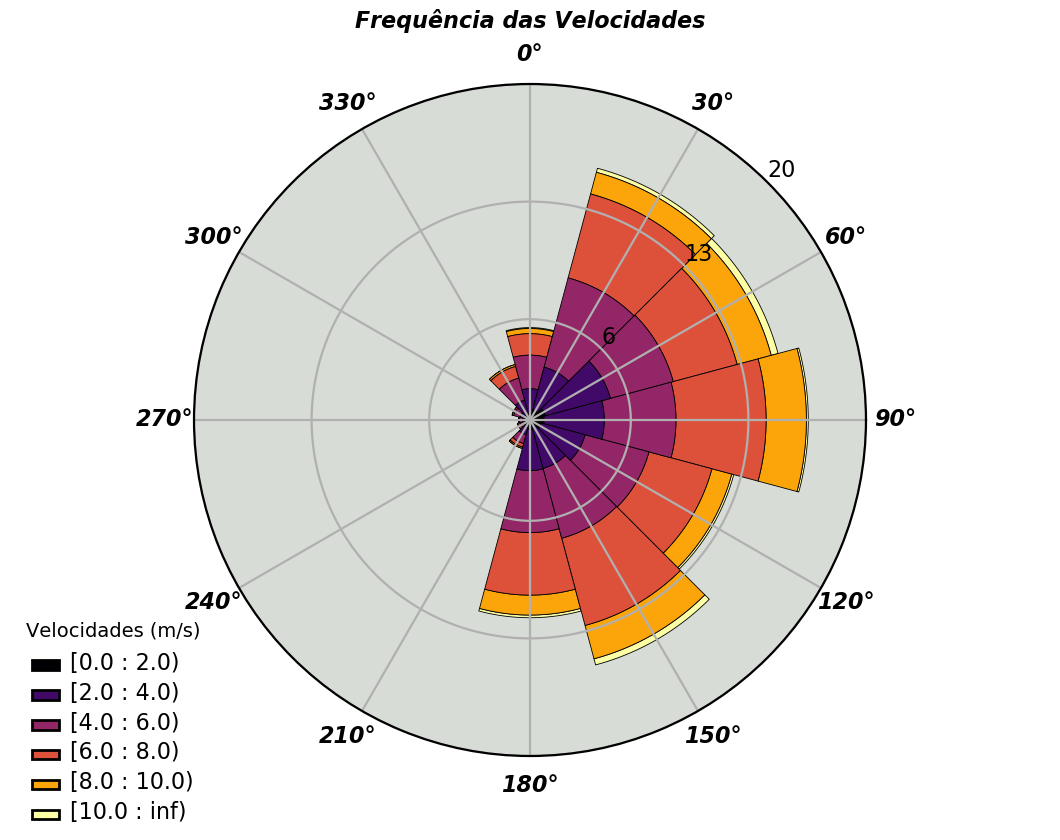 Frequência das Velocidades
0°
330°
30°
20
300°
60°
13
6
270°
90°
240°
120°
210°
150°
180°
Velocidades (m/s)
[0.0 : 2.0)
[2.0 : 4.0)
[4.0 : 6.0)
[6.0 : 8.0)
[8.0 : 10.0)
[10.0 : inf)